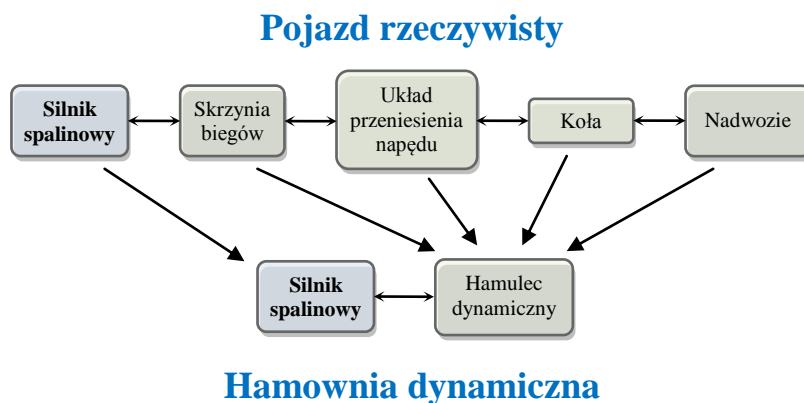 Pojazd rzeczywisty
Silnik
spalinowy
Skrzynia
biegów
Układ
przeniesienia
napędu
Koła
Nadwozie
Silnik
spalinowy
Hamulec
dynamiczny
Hamownia dynamiczna